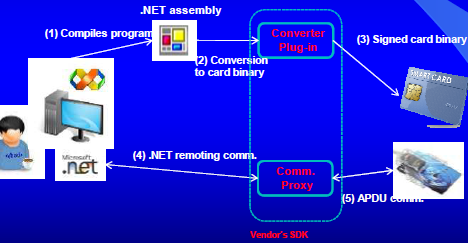 .NET assembly
(1) Compiles program
Converter
Plug-in
(3) Signed card binary
(2) Conversion
to card binary
SMART CARD
Microsoft
.net
(4) .NET remoting comm.
Comm.
Proxy
(5) APDU comm.
Vendor's SDK